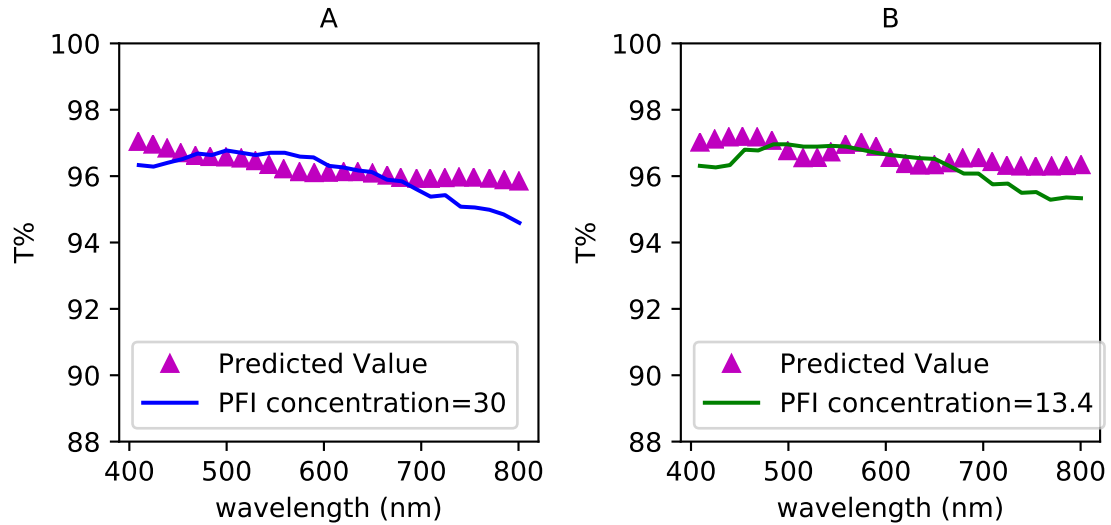 A
T%
100
98
96
94
92
90
88
Predicted Value
PFI concentration=30
400 500 600 700 800
wavelength (nm)
B
T%
100
98
96
94
92
90
88
Predicted Value
PFI concentration=13.4
400 500 600 700 800
wavelength (nm)